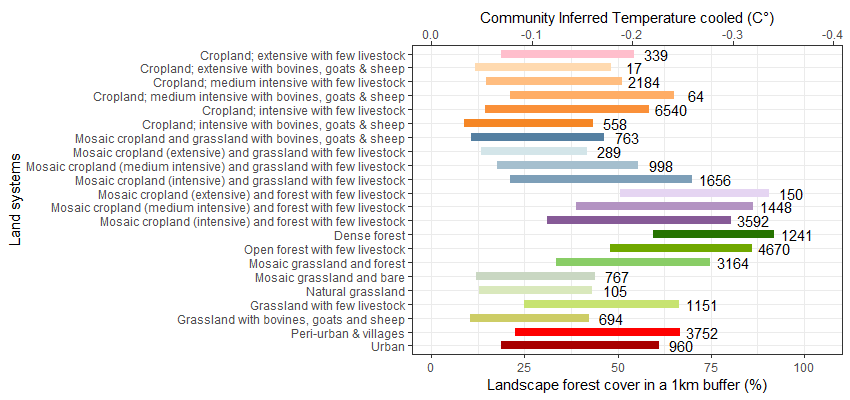 Community Inferred Temperature cooled (C°)
0.0 -0.1 -0.2 -0.3 -0.4
Land systems
Cropland; extensive with few livestock 339
Cropland; extensive with bovines, goats & sheep 17
Cropland; medium intensive with few livestock 2184
Cropland; medium intensive with bovines, goats & sheep 64
Cropland; intensive with few livestock 6540
Cropland; intensive with bovines, goats & sheep 558
Mosaic cropland and grassland with bovines, goats & sheep 763
Mosaic cropland (extensive) and grassland with few livestock 289
Mosaic cropland (medium intensive) and grassland with few livestock 998
Mosaic cropland (intensive) and grassland with few livestock 1656
Mosaic cropland (extensive) and forest with few livestock 150
Mosaic cropland (medium intensive) and forest with few livestock 1448
Mosaic cropland (intensive) and forest with few livestock 3592
Dense forest 1241
Open forest with few livestock 4670
Mosaic grassland and forest 3164
Mosaic grassland and bare 767
Natural grassland 105
Grassland with few livestock 1151
Grassland with bovines, goats and sheep 694
Peri-urban & villages 3752
Urban 960
0 25 50 75 100
Landscape forest cover in a 1km buffer (%)